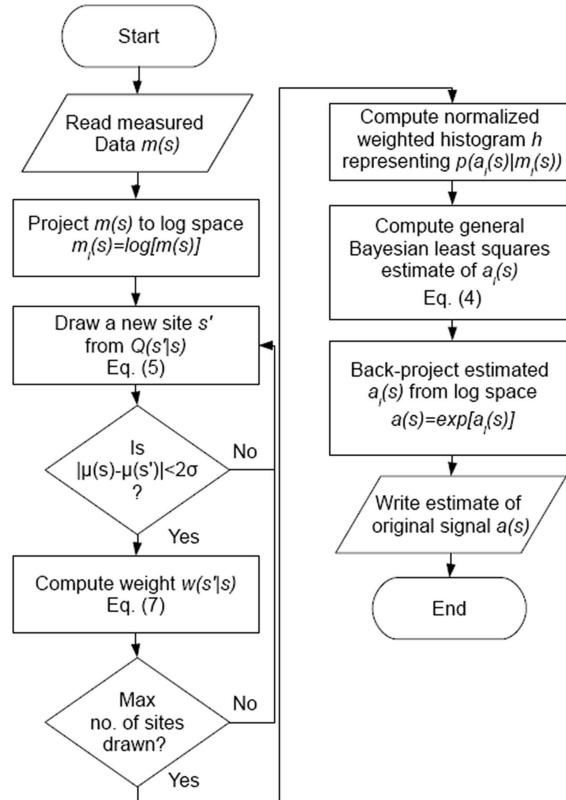 Start
Read measured
Data m(s)
Project m(s) to log space
mₗ(s)=log[m(s)]
Draw a new site s'
from Q(s'|s)
Eq. (5)
Is
|μ(s)-μ(s')|<2σ
?
No
Yes
Compute weight w(s'|s)
Eq. (7)
Max
no. of sites
drawn?
No
Yes
Compute normalized
weighted histogram h
representing p(aₗ(s)|mₗ(s))
Compute general
Bayesian least squares
estimate of aₗ(s)
Eq. (4)
Back-project estimated
aₗ(s) from log space
a(s)=exp[aₗ(s)]
Write estimate of
original signal a(s)
End